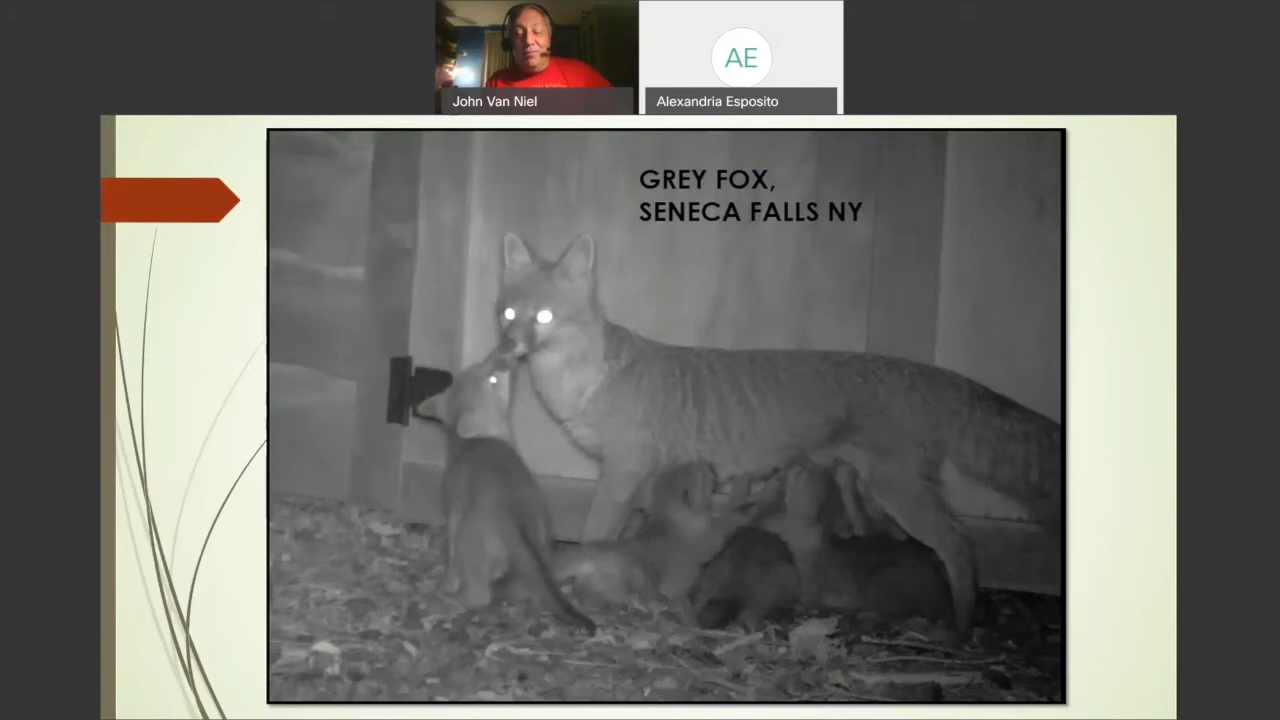 John Van Niel
AE
Alexandria Esposito
GREY FOX,
SENECA FALLS NY